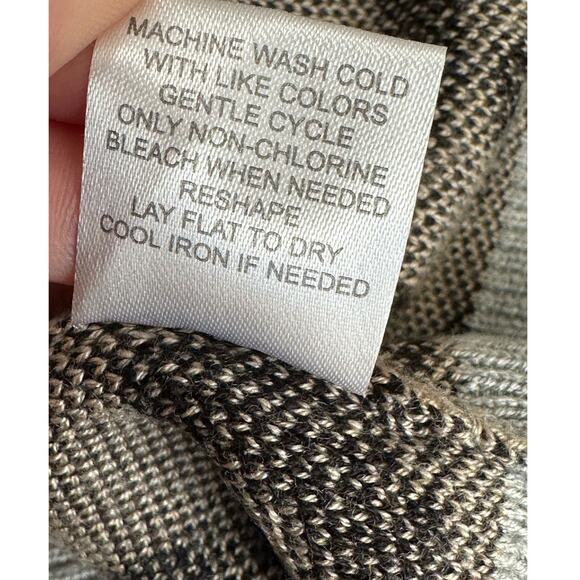 MACHINE WASH COLD
WITH LIKE COLORS
GENTLE CYCLE
ONLY NON-CHLORINE
BLEACH WHEN NEEDED
RESHAPE
LAY FLAT TO DRY
COOL IRON IF NEEDED